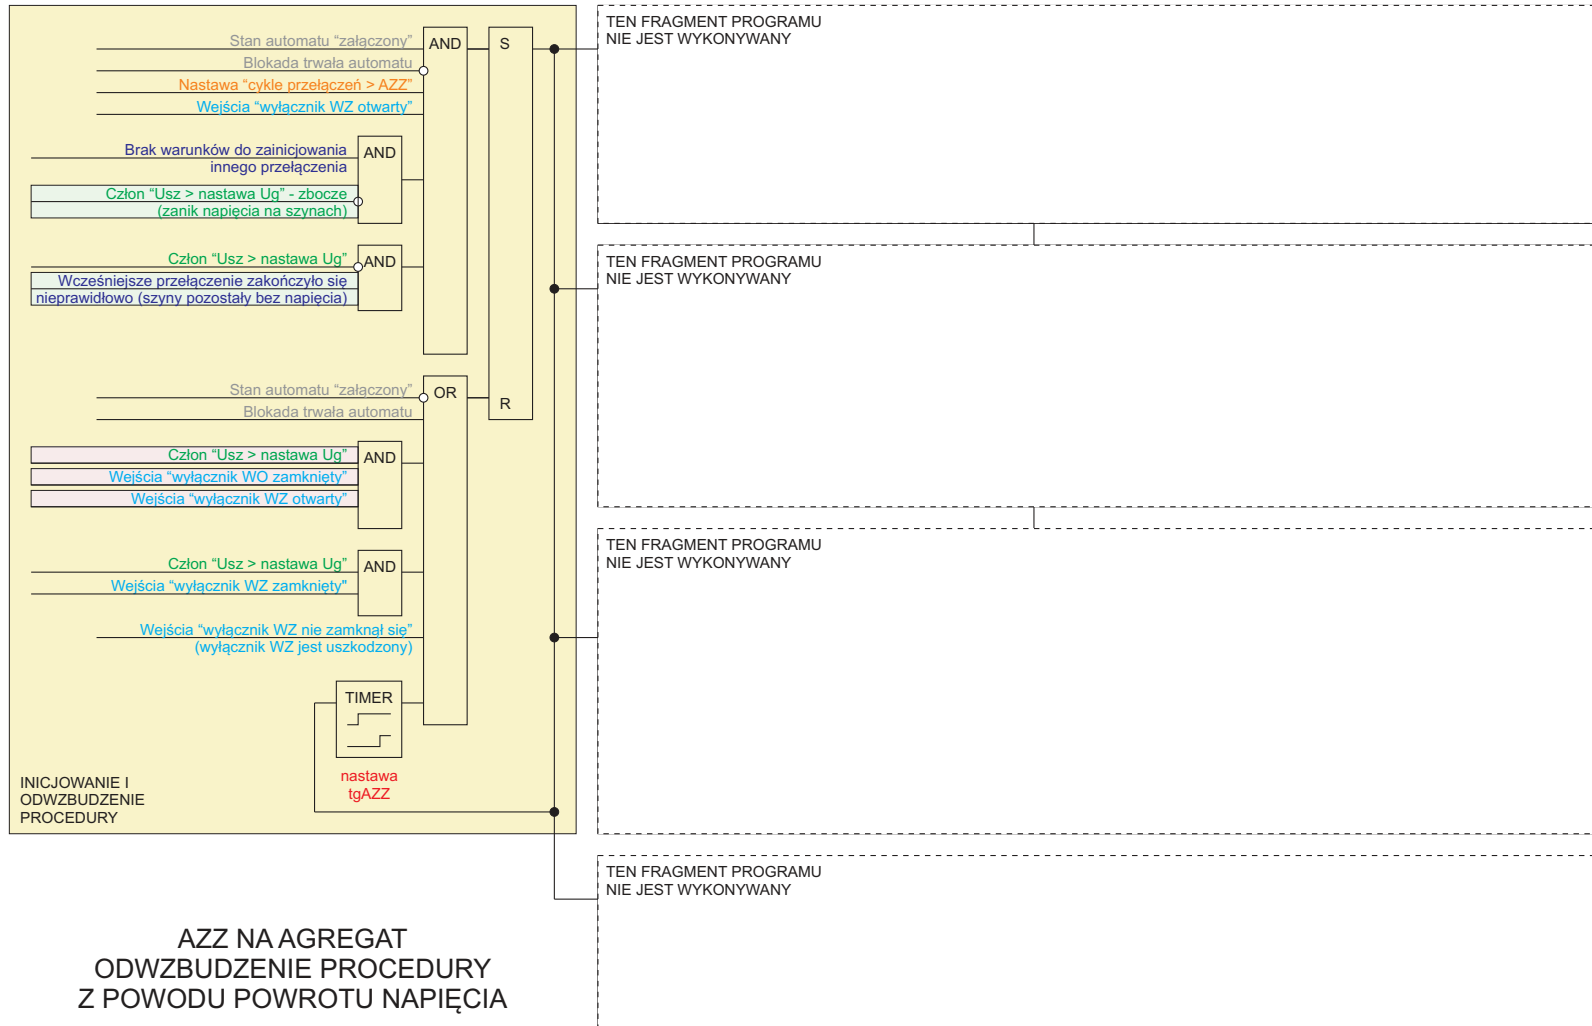 Stan automatu “załączony”
Blokada trwała automatu
Nastawa “cykle przełączeń > AZZ”
Wejścia “wyłącznik WZ otwarty”
AND
S
Brak warunków do zainicjowania
innego przełączenia
AND
Człon “Usz > nastawa Ug” - zbocze
(zanik napięcia na szynach)
Człon “Usz > nastawa Ug”
AND
Wcześniejsze przełączenie zakończyło się
nieprawidłowo (szyny pozostały bez napięcia)
Stan automatu “załączony”
Blokada trwała automatu
OR
R
Człon “Usz > nastawa Ug”
AND
Wejścia “wyłącznik WO zamknięty”
Wejścia “wyłącznik WZ otwarty”
Człon “Usz > nastawa Ug”
AND
Wejścia “wyłącznik WZ zamknięty”
Wejścia “wyłącznik WZ nie zamknął się”
(wyłącznik WZ jest uszkodzony)
TIMER
nastawa
tgAZZ
INICJOWANIE I
ODWZBUDZENIE
PROCEDURY
TEN FRAGMENT PROGRAMU
NIE JEST WYKONYWANY
TEN FRAGMENT PROGRAMU
NIE JEST WYKONYWANY
TEN FRAGMENT PROGRAMU
NIE JEST WYKONYWANY
TEN FRAGMENT PROGRAMU
NIE JEST WYKONYWANY
AZZ NA AGREGAT
ODWZBUDZENIE PROCEDURY
Z POWODU POWROTU NAPIĘCIA